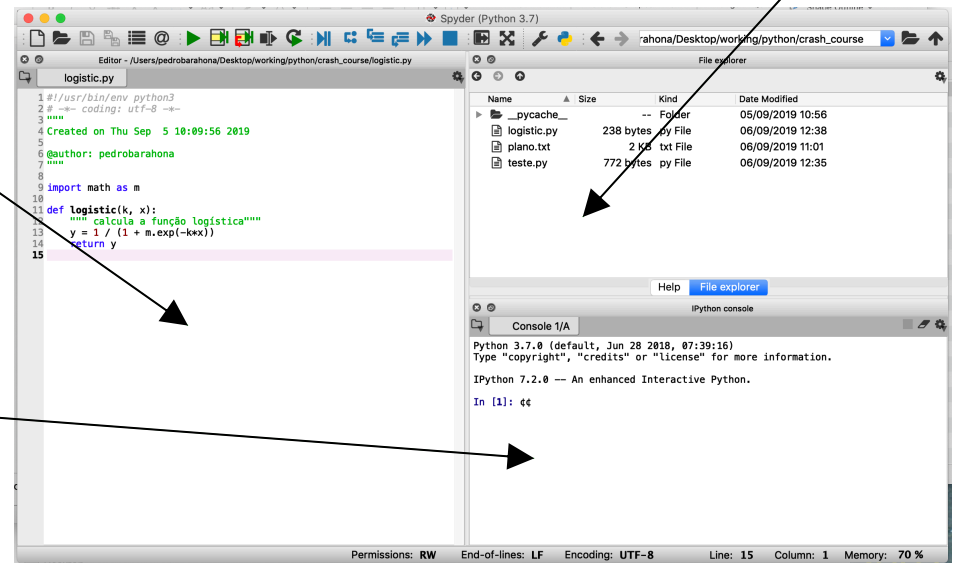 Spyder (Python 3.7)
rahona/Desktop/working/python/crash_course
Editor - /Users/pedrobarahona/Desktop/working/python/crash_course/logistic.py
logistic.py
1 #!/usr/bin/env python3
2 # -*- coding: utf-8 -*-
3 """
4 Created on Thu Sep  5 10:09:56 2019
5
6 @author: pedrobarahona
7 """
8
9 import math as m
10
11 def logistic(k, x):
12     """ calcula a função logística"""
13     y = 1 / (1 + m.exp(-k*x))
14     return y
15
File explorer
Name Size Kind Date Modified
__pycache__ -- Folder 05/09/2019 10:56
logistic.py 238 bytes py File 06/09/2019 12:38
plano.txt 2 KB txt File 06/09/2019 11:01
teste.py 772 bytes py File 06/09/2019 12:35
Help File explorer
IPython console
Console 1/A
Python 3.7.0 (default, Jun 28 2018, 07:39:16)
Type "copyright", "credits" or "license" for more information.
IPython 7.2.0 -- An enhanced Interactive Python.
In [1]: ¢¢
Permissions: RW End-of-lines: LF Encoding: UTF-8 Line: 15 Column: 1 Memory: 70 %